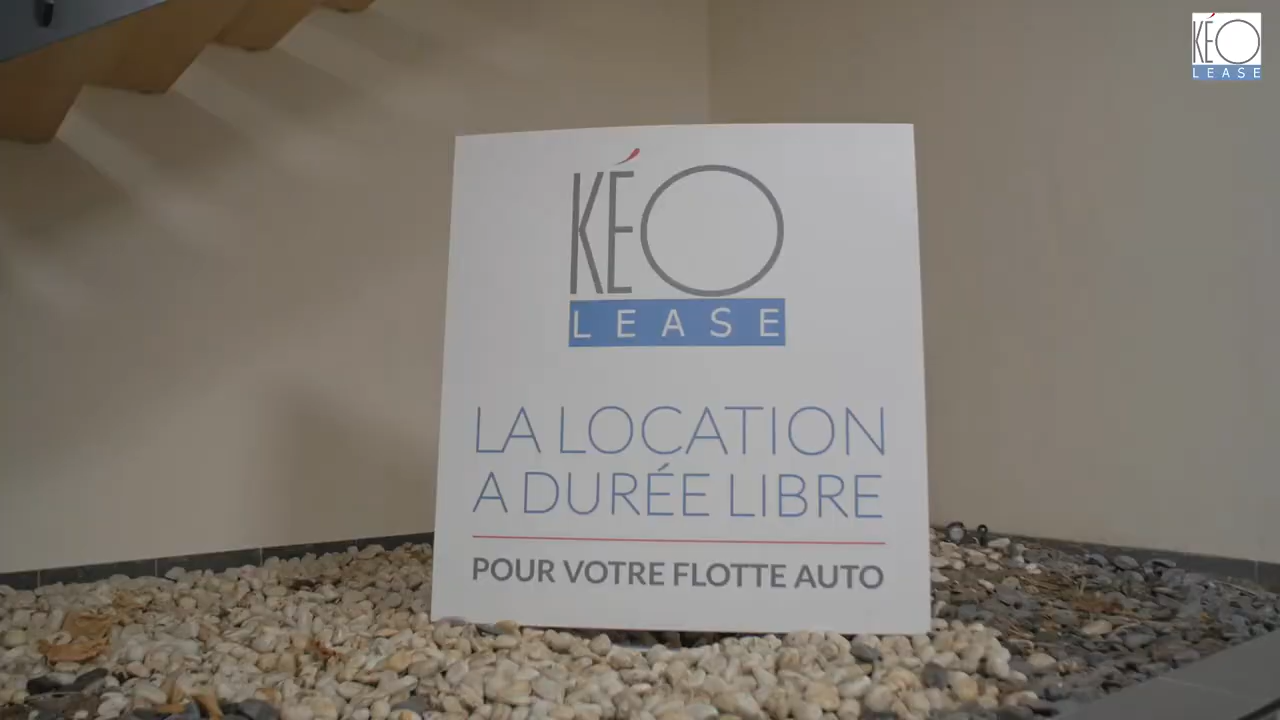 KÉO
LEASE
KÉO
LEASE
LA LOCATION
A DURÉE LIBRE
POUR VOTRE FLOTTE AUTO